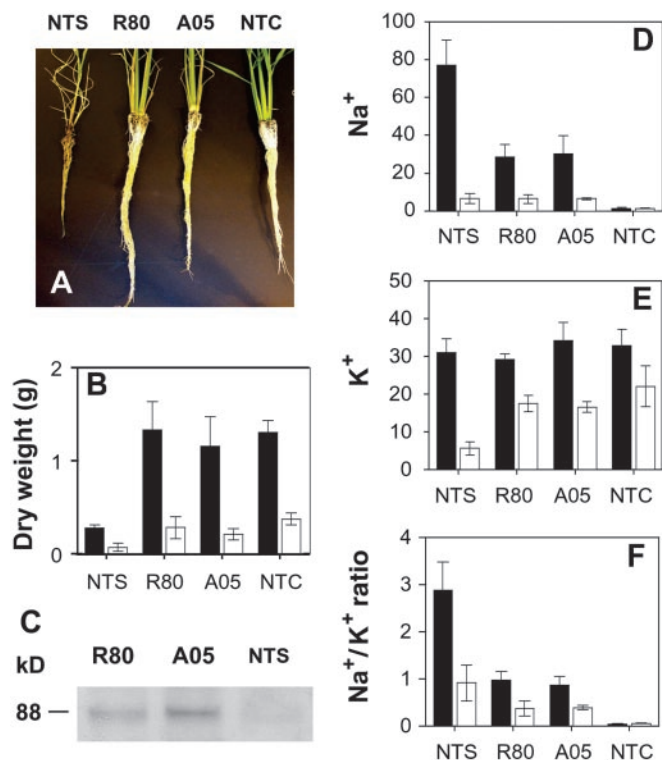 NTS R80 A05 NTC
A
B
Dry weight (g)
2
1
0
NTS R80 A05 NTC
C
kD R80 A05 NTS
88
D
Na+
100
80
60
40
20
0
NTS R80 A05 NTC
E
K+
50
40
30
20
10
0
NTS R80 A05 NTC
F
Na+/K+ ratio
4
3
2
1
0
NTS R80 A05 NTC